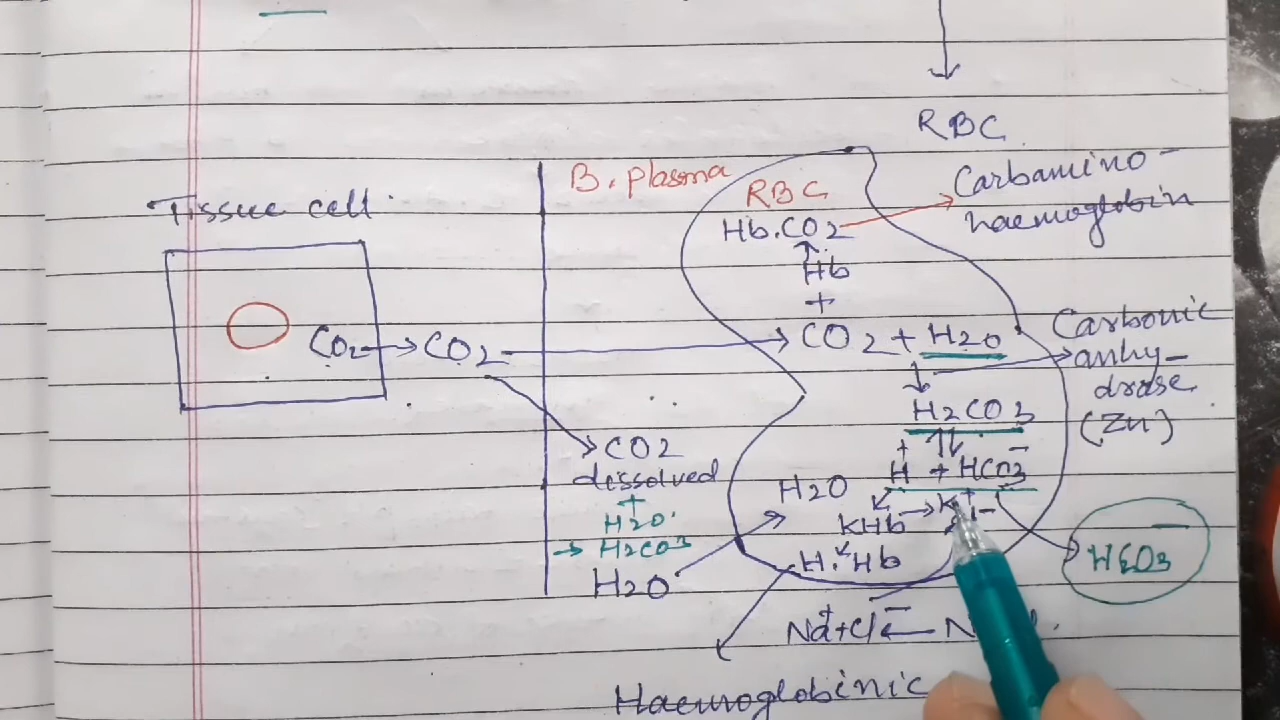 RBC
B. plasma
RBC
Carbamino-
haemoglobin
Tissue cell
Hb.CO2
Hb
+
CO2
CO2
CO2 + H2O
Carbonic
anhy-
drase
(Zn)
H2CO3
H+ + HCO3-
CO2
dissolved
+
H2O
H2CO3
H2O
H2O
KHb
K+
Cl-
H.Hb
HCO3-
Na+ + Cl-
Haemoglobinic